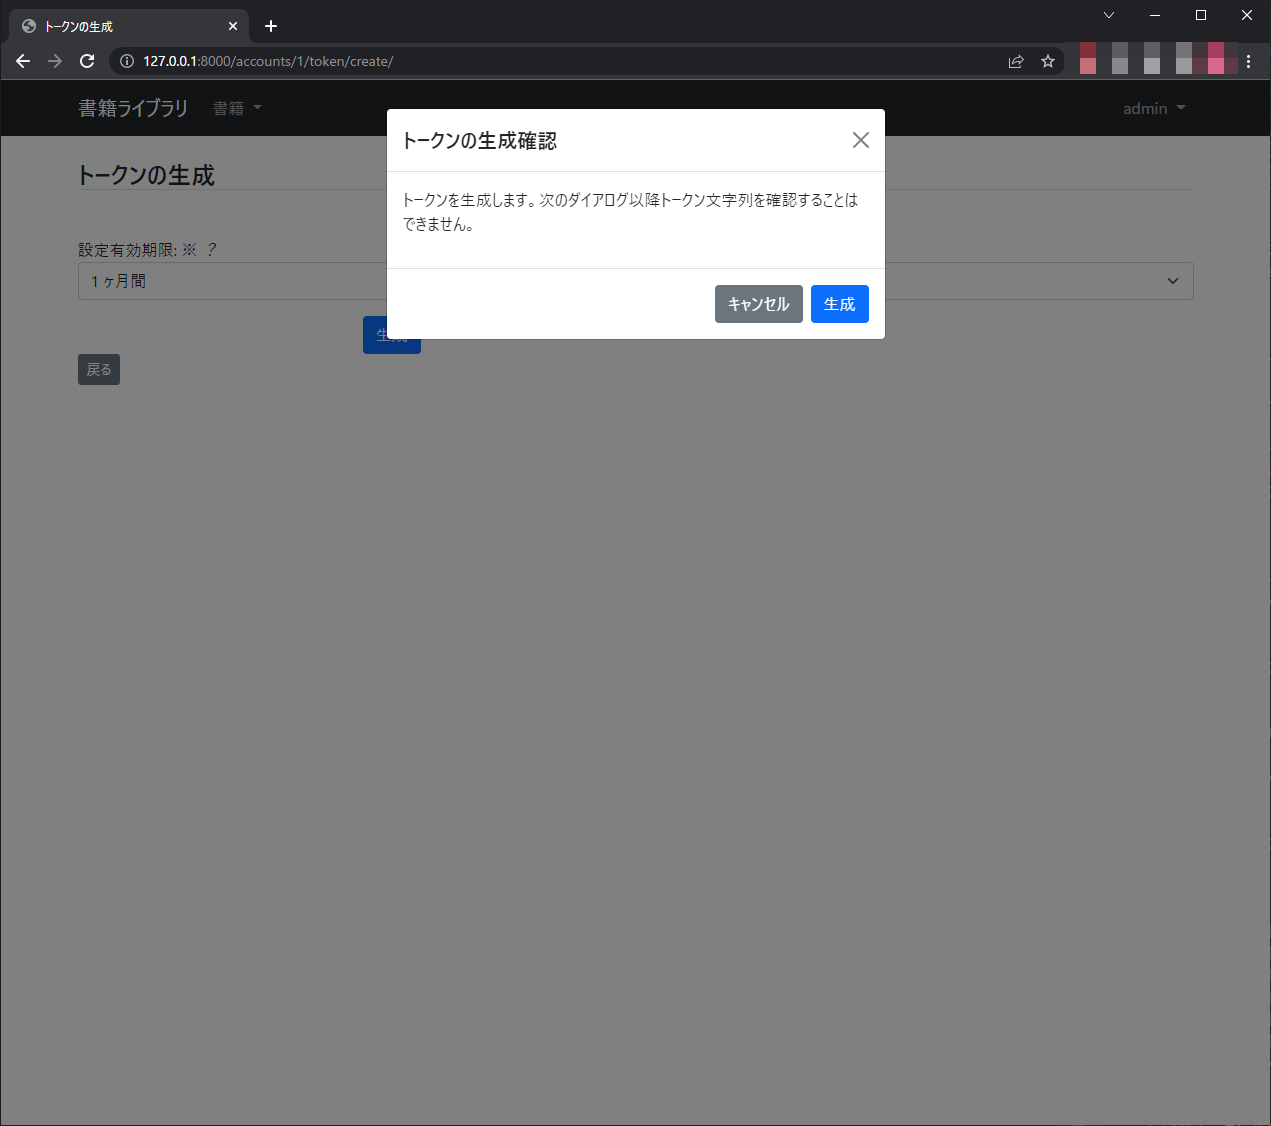 トークンの生成
127.0.0.1:8000/accounts/1/token/create/
書籍ライブラリ 書籍 admin
トークンの生成確認
トークンの生成
トークンを生成します。次のダイアログ以降トークン文字列を確認することは
できません。
設定有効期限: ※ ?
1 ヶ月間
キャンセル 生成
生成
戻る